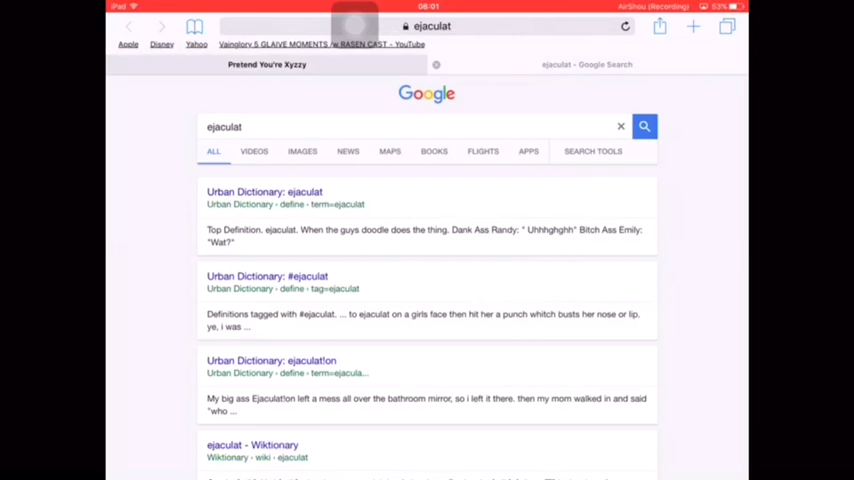 iPad 08:01 AirShou (Recording) 53%
ejaculat
Apple Disney Yahoo Vainglory 5 GLAIVE MOMENTS /w RASEN CAST - YouTube
Pretend You're Xyzzy ejaculat - Google Search
Google
ejaculat
ALL VIDEOS IMAGES NEWS MAPS BOOKS FLIGHTS APPS SEARCH TOOLS
Urban Dictionary: ejaculat
Urban Dictionary › define › term=ejaculat
Top Definition. ejaculat. When the guys doodle does the thing. Dank Ass Randy: " Uhhhghghh" Bitch Ass Emily:
"Wat?"
Urban Dictionary: #ejaculat
Urban Dictionary › define › tag=ejaculat
Definitions tagged with #ejaculat. ... to ejaculat on a girls face then hit her a punch whitch busts her nose or lip.
ye, i was ...
Urban Dictionary: ejaculat!on
Urban Dictionary › define › term=ejacula...
My big ass Ejaculat!on left a mess all over the bathroom mirror, so i left it there. then my mom walked in and said
"who ...
ejaculat - Wiktionary
Wiktionary › wiki › ejaculat